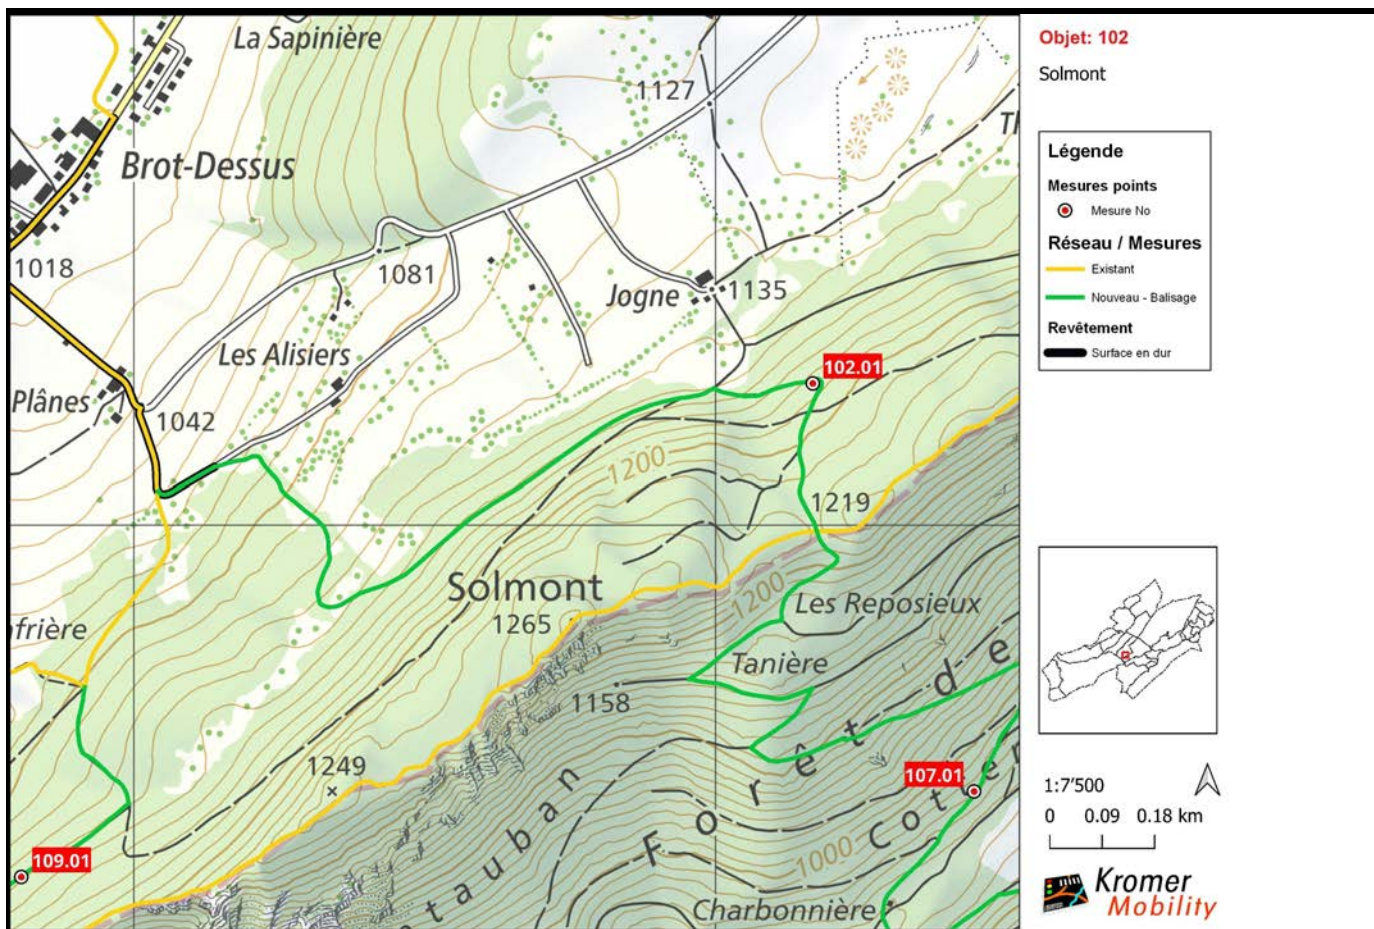 La Sapinière
1127
Brot-Dessus
1018
1081
Jogne
1135
Les Alisiers
102.01
Plânes
1042
1200
1219
Solmont
1200
Les Reposieux
1265
Tanière
1158
Forêt de
1249
107.01
1000
109.01
Charbonnière
Objet: 102
Solmont
Légende
Mesures points
Mesure No
Réseau / Mesures
Existant
Nouveau - Balisage
Revêtement
Surface en dur
1:7'500
0 0.09 0.18 km
Kromer
Mobility